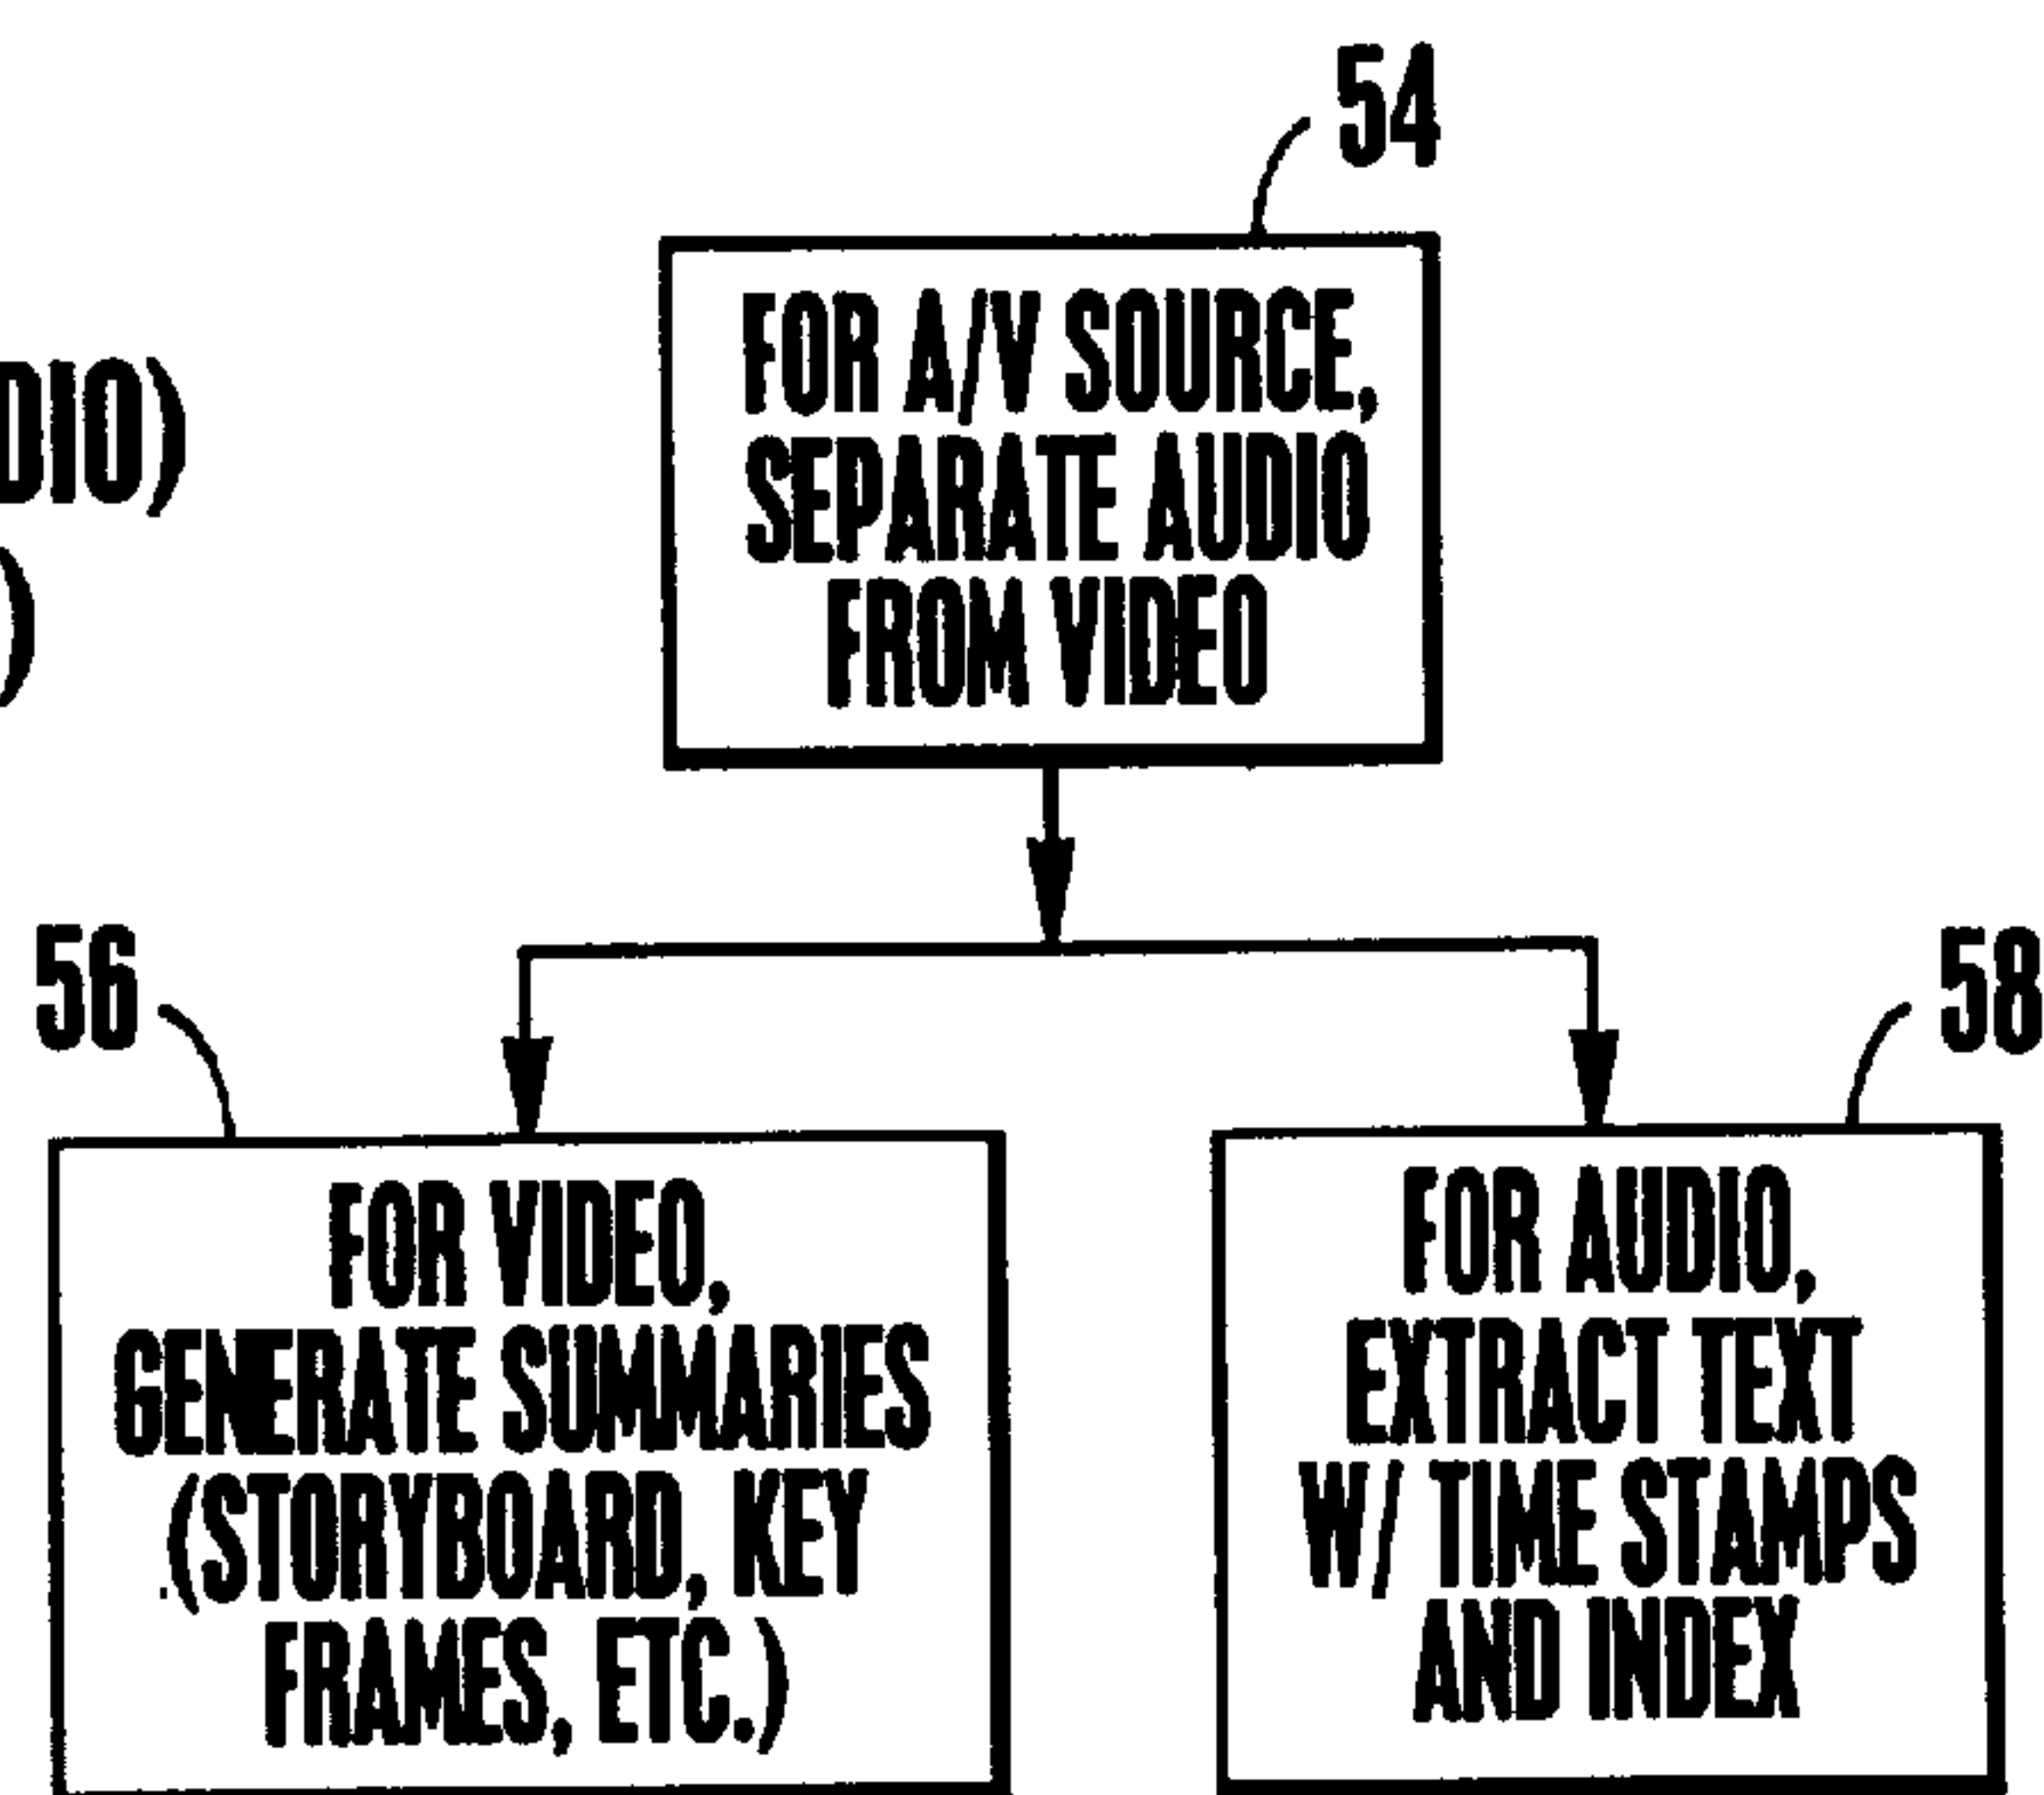 54
FOR A/V SOURCE,
SEPARATE AUDIO
FROM VIDEO
DIO)
)
56
58
FOR VIDEO,
GENERATE SUMMARIES
(STORYBOARD, KEY
FRAMES, ETC.)
FOR AUDIO,
EXTRACT TEXT
W/ TIME STAMPS
AND INDEX